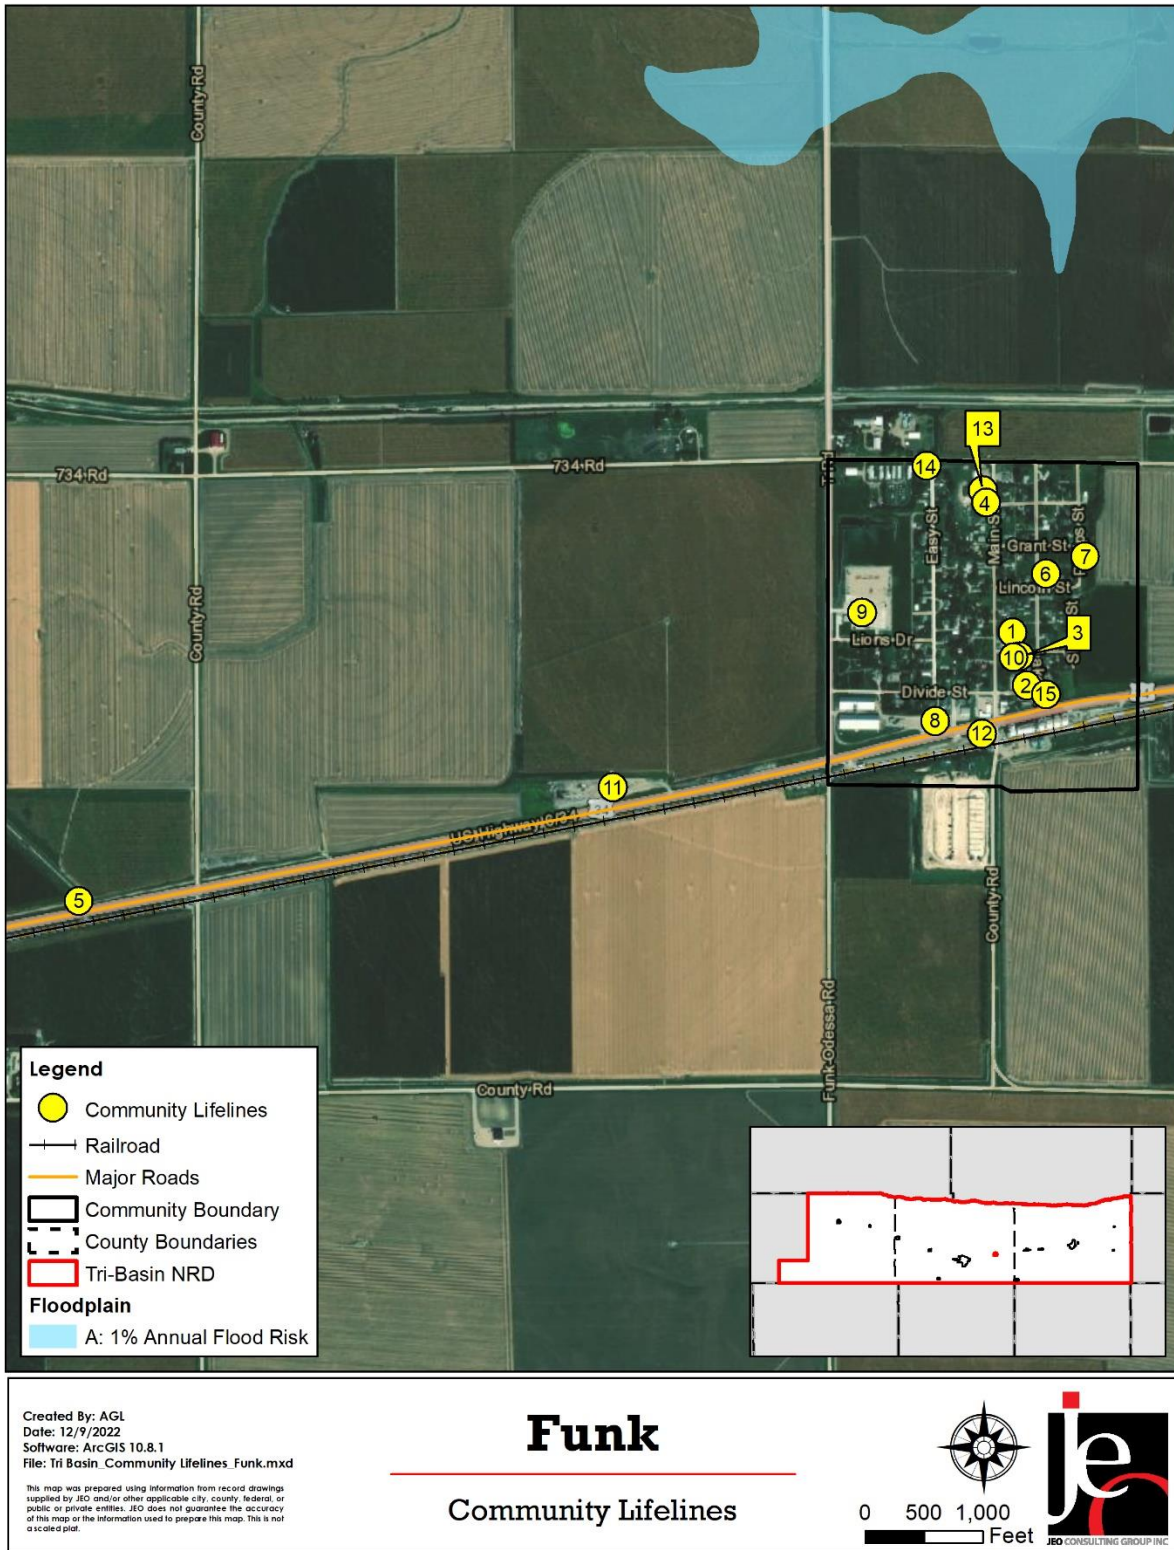 County Rd
13
734 Rd
734 Rd
14
4
Easy St
Main St
Grant St
7
6
Lincoln St
County Rd
9
1
3
Lions Dr
10
2
Divide St
15
8
12
11
US Highway 6/34
5
County Rd
Funk-Odessa Rd
County Rd
Legend
Community Lifelines
Railroad
Major Roads
Community Boundary
County Boundaries
Tri-Basin NRD
Floodplain
A: 1% Annual Flood Risk
Created By: AGL
Date: 12/9/2022
Software: ArcGIS 10.8.1
File: Tri Basin_Community Lifelines_Funk.mxd
This map was prepared using information from record drawings
supplied by JEO and/or other applicable city, county, federal, or
public or private entities. JEO does not guarantee the accuracy
of this map or the information used to prepare this map. This is not
a scaled plat.
Funk
Community Lifelines
0 500 1,000
Feet
jeo
JEO CONSULTING GROUP INC